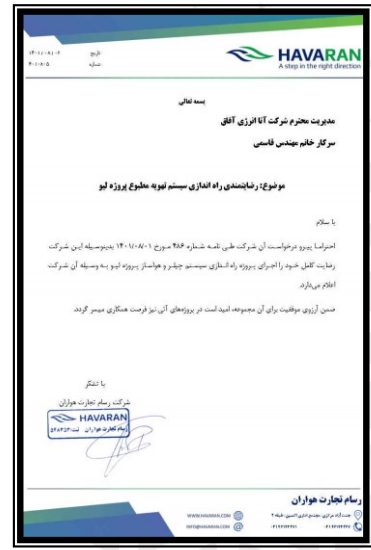 HAVARAN
A step in the right direction
تاریخ
شماره
بسمه تعالی
مدیریت محترم شرکت آتا انرژی آفاق
سرکار خانم مهندس قاسمی
موضوع: رضایتمندی راه اندازی سیستم تهویه مطبوع پروژه لیو
با سلام
احتراما پیرو درخواست آن شرکت طی نامه شماره ۴۸۶ مورخ ۱۴۰۱/۰۸/۰۱ بدینوسیله این شرکت
رضایت کامل خود را اجرای پروژه راه اندازی سیستم چیلر و هواساز پروژه لیو به وسیله آن شرکت
اعلام می‌دارد.
ضمن آرزوی موفقیت برای آن مجموعه، امید است در پروژه‌های آتی نیز فرصت همکاری میسر گردد.
با تشکر
شرکت رسام تجارت هواران
HAVARAN
رسام تجارت هواران
رسام تجارت هواران
WWW.HAVARAN.COM
INFO@HAVARAN.COM